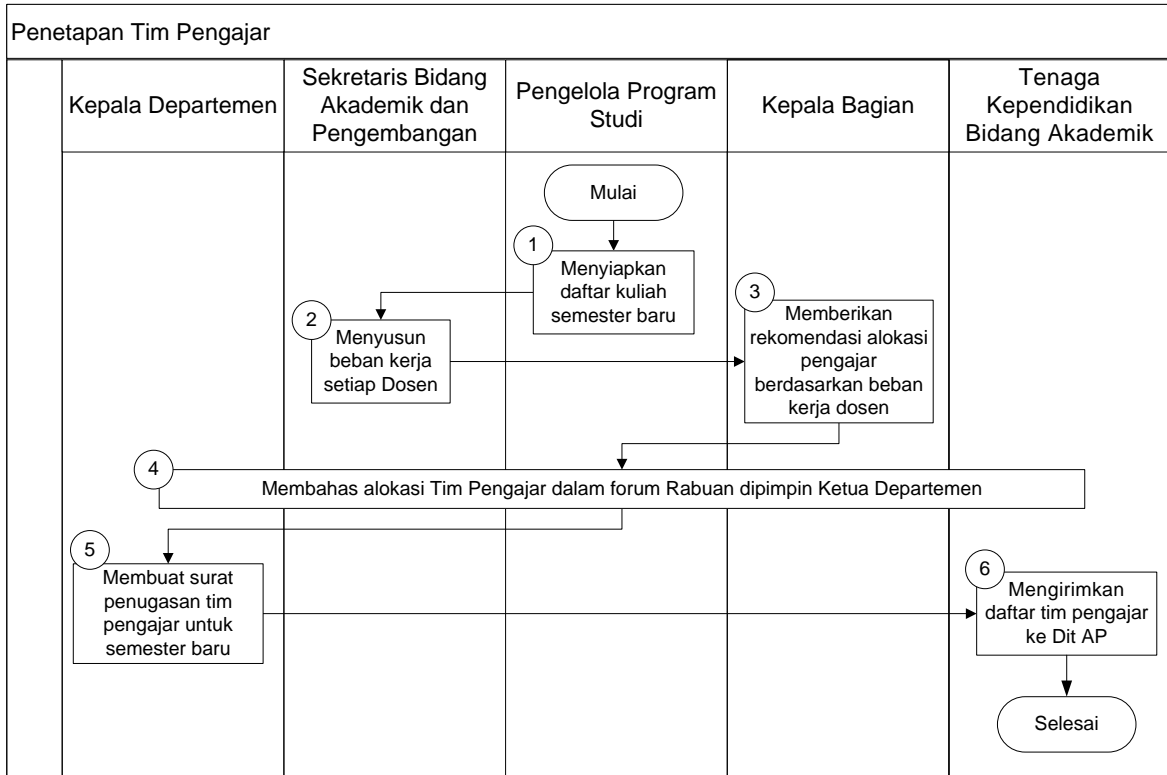 Penetapan Tim Pengajar
Kepala Departemen
Sekretaris Bidang
Akademik dan
Pengembangan
Pengelola Program
Studi
Kepala Bagian
Tenaga
Kependidikan
Bidang Akademik
Mulai
1
Menyiapkan
daftar kuliah
semester baru
2
Menyusun
beban kerja
setiap Dosen
3
Memberikan
rekomendasi alokasi
pengajar
berdasarkan beban
kerja dosen
4
Membahas alokasi Tim Pengajar dalam forum Rabuan dipimpin Ketua Departemen
5
Membuat surat
penugasan tim
pengajar untuk
semester baru
6
Mengirimkan
daftar tim pengajar
ke Dit AP
Selesai